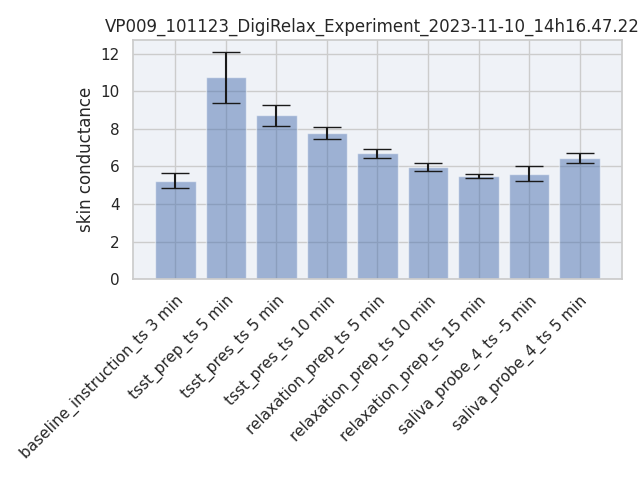 VP009_101123_DigiRelax_Experiment_2023-11-10_14h16.47.22
12
10
8
6
4
2
0
skin conductance
baseline_instruction_ts 3 min
tsst_prep_ts 5 min
tsst_pres_ts 5 min
tsst_pres_ts 10 min
relaxation_prep_ts 5 min
relaxation_prep_ts 10 min
relaxation_prep_ts 15 min
saliva_probe_4_ts -5 min
saliva_probe_4_ts 5 min